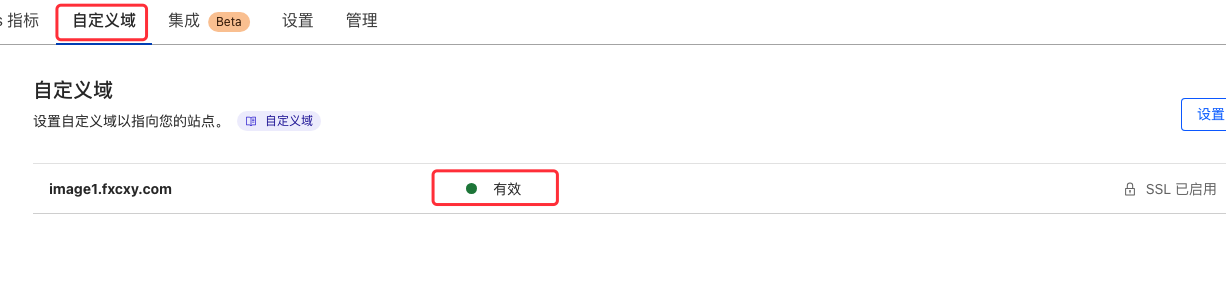 s 指标 自定义域 集成 Beta 设置 管理
自定义域
设置自定义域以指向您的站点。 自定义域
设置
image1.fxcxy.com 有效 SSL 已启用